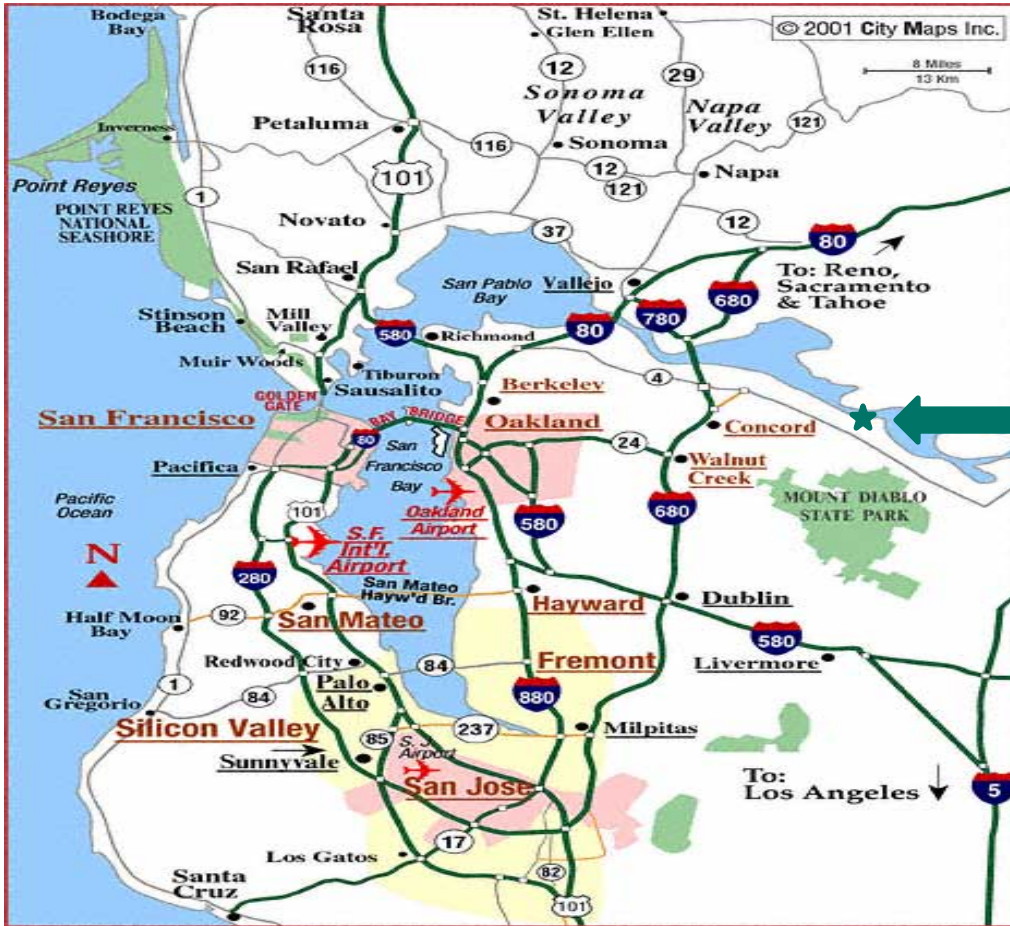 Bodega
Bay
Santa
Rosa
St. Helena
Glen Ellen
© 2001 City Maps Inc.
8 Miles
13 Km
116
12
29
Sonoma
Valley
Napa
Valley
121
Inverness
Petaluma
116
Sonoma
12
121
Napa
101
Point Reyes
POINT REYES
NATIONAL
SEASHORE
1
Novato
37
12
80
To: Reno,
Sacramento
& Tahoe
San Rafael
San Pablo
Bay
Vallejo
680
780
Stinson
Beach
Mill
Valley
580
Richmond
80
Muir Woods
Tiburon
Sausalito
4
Berkeley
GOLDEN
GATE
San Francisco
BAY BRIDGE
Oakland
Concord
80
24
San
Francisco
Bay
Walnut
Creek
Pacifica
Pacific
Ocean
101
Oakland
Airport
580
680
MOUNT DIABLO
STATE PARK
S.F.
Int'l.
Airport
N
280
San Mateo
Hayw'd Br.
Hayward
Dublin
Half Moon
Bay
92
San Mateo
580
Livermore
Redwood City
84
Fremont
San
Gregorio
1
84
Palo
Alto
880
Silicon Valley
85
237
Milpitas
S. J.
Airport
Sunnyvale
San Jose
To:
Los Angeles
5
17
Los Gatos
82
Santa
Cruz
101